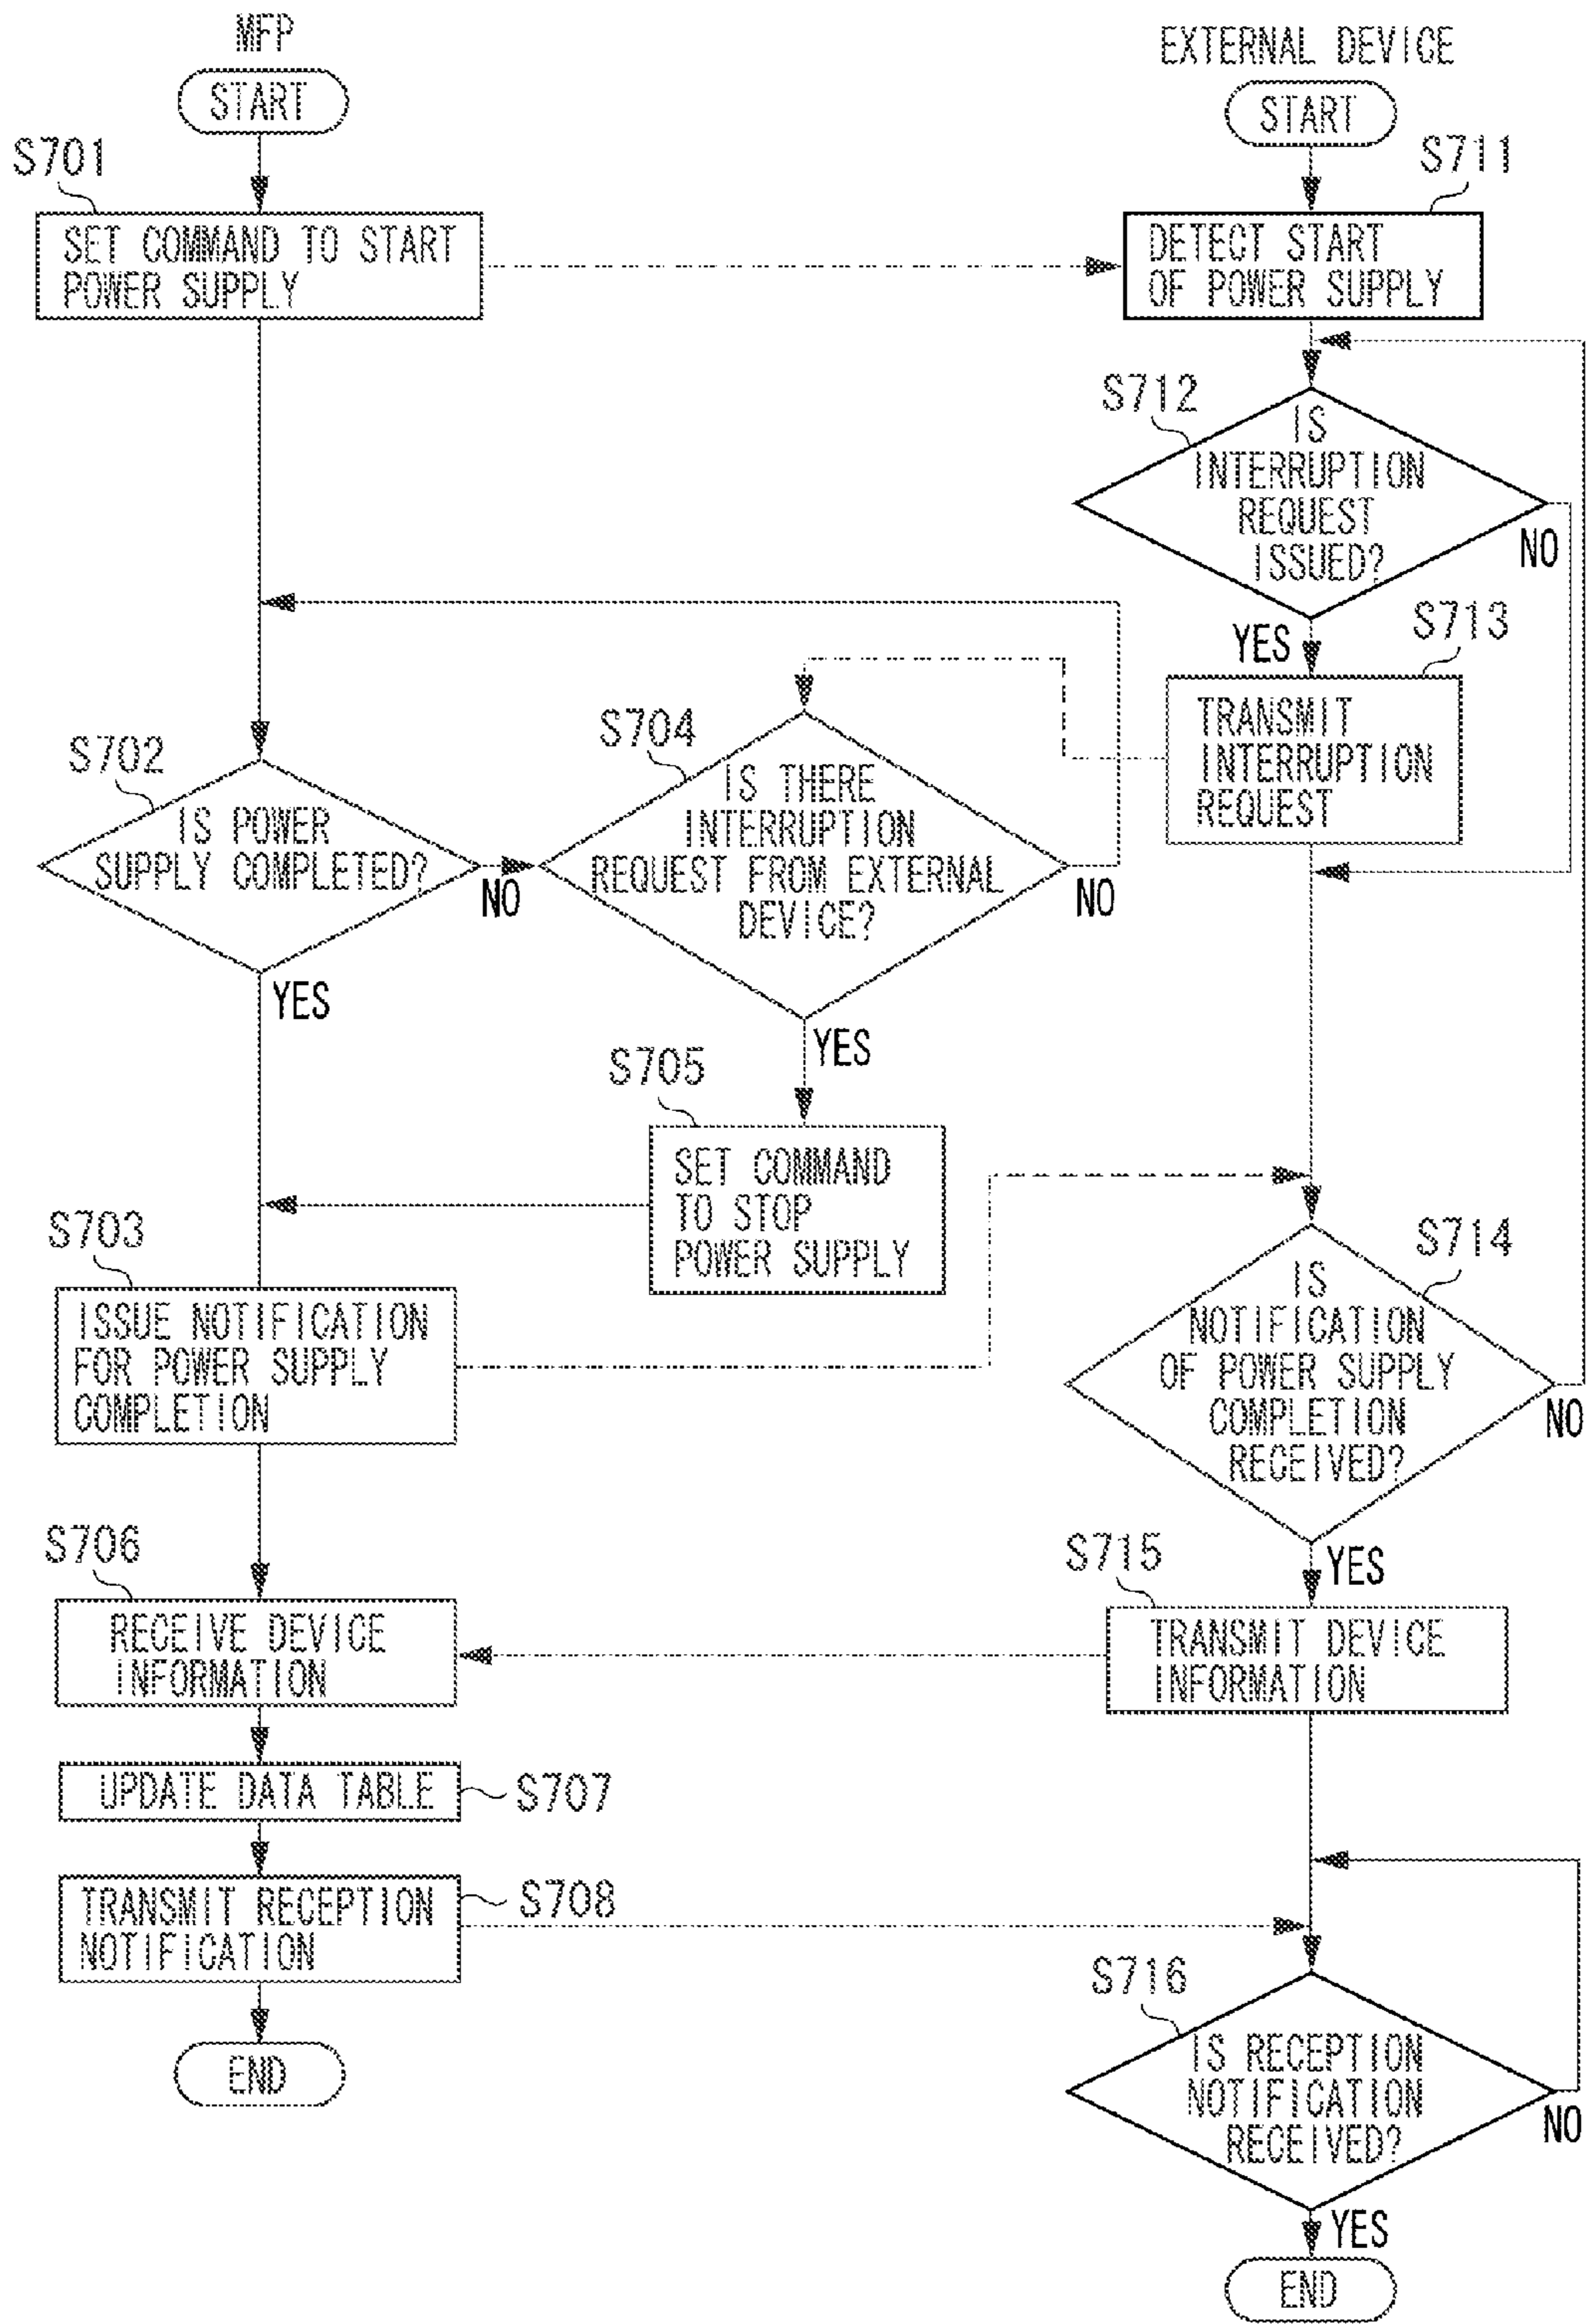 MFP
START
S701
SET COMMAND TO START
POWER SUPPLY
S702
IS POWER
SUPPLY COMPLETED?
NO
YES
S704
IS THERE
INTERRUPTION
REQUEST FROM EXTERNAL
DEVICE?
NO
YES
S705
SET COMMAND
TO STOP
POWER SUPPLY
S703
ISSUE NOTIFICATION
FOR POWER SUPPLY
COMPLETION
S706
RECEIVE DEVICE
INFORMATION
UPDATE DATA TABLE
S707
TRANSMIT RECEPTION
NOTIFICATION
S708
END
EXTERNAL DEVICE
START
S711
DETECT START
OF POWER SUPPLY
S712
IS
INTERRUPTION
REQUEST
ISSUED?
NO
YES
S713
TRANSMIT
INTERRUPTION
REQUEST
S714
IS
NOTIFICATION
OF POWER SUPPLY
COMPLETION
RECEIVED?
NO
YES
S715
TRANSMIT DEVICE
INFORMATION
S716
IS RECEPTION
NOTIFICATION
RECEIVED?
NO
YES
END